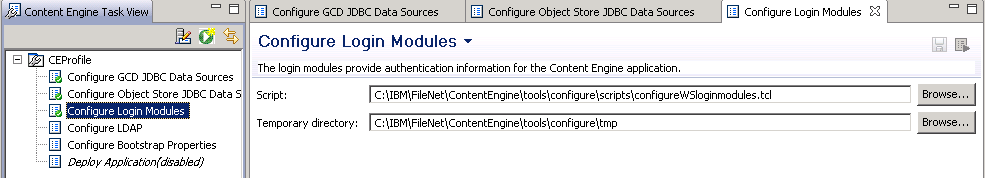 Content Engine Task View
CEProfile
Configure GCD JDBC Data Sources
Configure Object Store JDBC Data S
Configure Login Modules
Configure LDAP
Configure Bootstrap Properties
Deploy Application(disabled)
Configure GCD JDBC Data Sources
Configure Object Store JDBC Data Sources
Configure Login Modules
Configure Login Modules
The login modules provide authentication information for the Content Engine application.
Script: C:\IBM\FileNet\ContentEngine\tools\configure\scripts\configureWSloginmodules.tcl Browse...
Temporary directory: C:\IBM\FileNet\ContentEngine\tools\configure\tmp Browse...